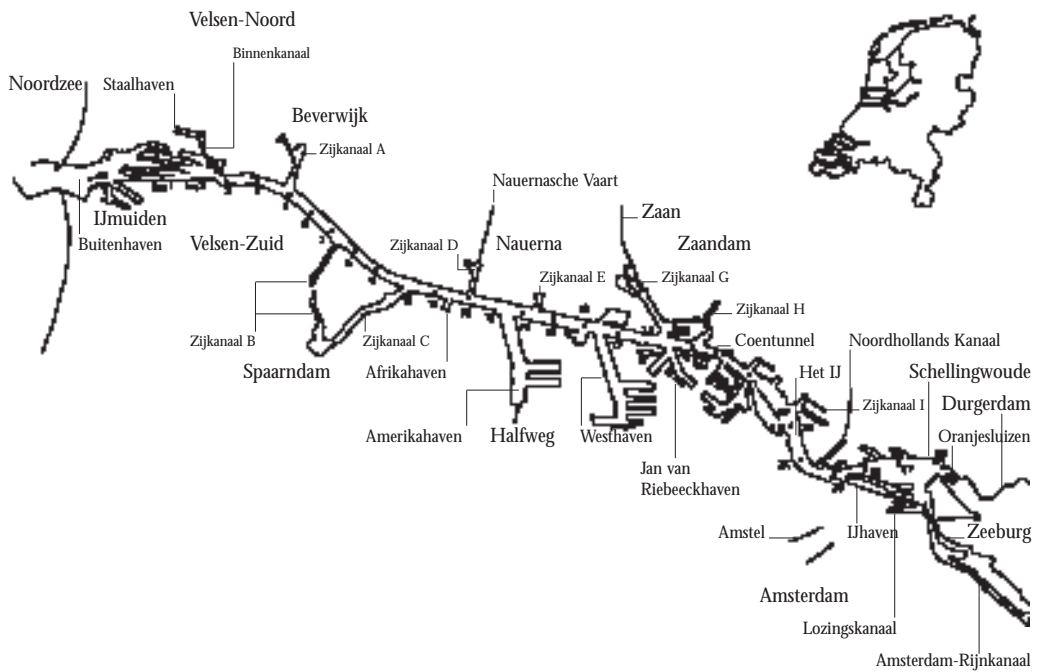 Velsen-Noord
Binnenkanaal
Noordzee
Staalhaven
Beverwijk
Zijkanaal A
Nauernasche Vaart
Zaan
IJmuiden
Buitenhaven
Velsen-Zuid
Zijkanaal D
Nauerna
Zaandam
Zijkanaal E
Zijkanaal G
Zijkanaal H
Zijkanaal B
Zijkanaal C
Coentunnel
Noordhollands Kanaal
Spaarndam
Afrikahaven
Het IJ
Schellingwoude
Zijkanaal I
Durgerdam
Amerikahaven
Halfweg
Westhaven
Oranjesluizen
Jan van
Riebeeckhaven
Amstel
IJhaven
Zeeburg
Amsterdam
Lozingskanaal
Amsterdam-Rijnkanaal